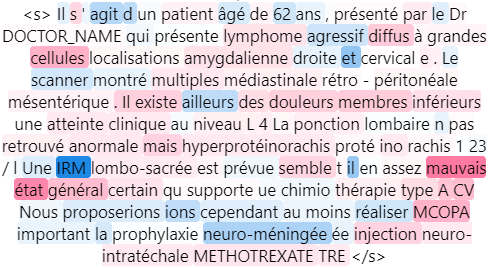 <s> Il s ' agit d un patient âgé de 62 ans , présenté par le Dr
DOCTOR_NAME qui présente lymphome agressif diffus à grandes
cellules localisations amygdalienne droite et cervical e . Le
scanner montré multiples médiastinale rétro - péritonéale
mésentérique . Il existe ailleurs des douleurs membres inférieurs
une atteinte clinique au niveau L 4 La ponction lombaire n pas
retrouvé anormale mais hyperprotéinorachis proté ino rachis 1 23
/ l Une IRM lombo-sacrée est prévue semble t il en assez mauvais
état général certain qu supporte ue chimio thérapie type A CV
Nous proposerions ions cependant au moins réaliser MCOPA
important la prophylaxie neuro-méningée ée injection neuro-
intratéchale METHOTREXATE TRE </s>